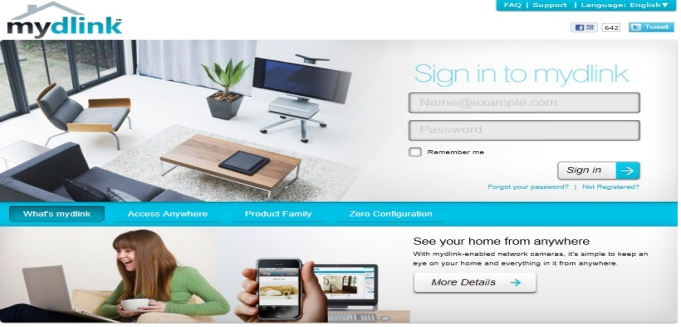 FAQ | Support | Language: English▼
mydlink™
642 Tweet
Sign in to mydlink
Name@example.com
Password
Remember me
Sign in
Forgot your password? | Not Registered?
What's mydlink Access Anywhere Product Family Zero Configuration
See your home from anywhere
With mydlink-enabled network cameras, it's simple to keep an
eye on your home and everything in it from anywhere.
More Details